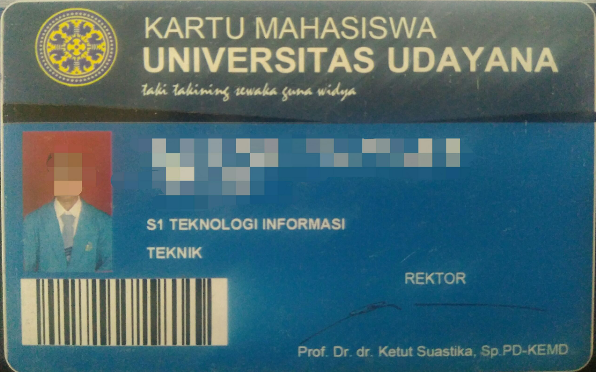 KARTU MAHASISWA
UNIVERSITAS UDAYANA
taki takining sewaka guna widya
S1 TEKNOLOGI INFORMASI
TEKNIK
REKTOR
Prof. Dr. dr. Ketut Suastika, Sp.PD-KEMD